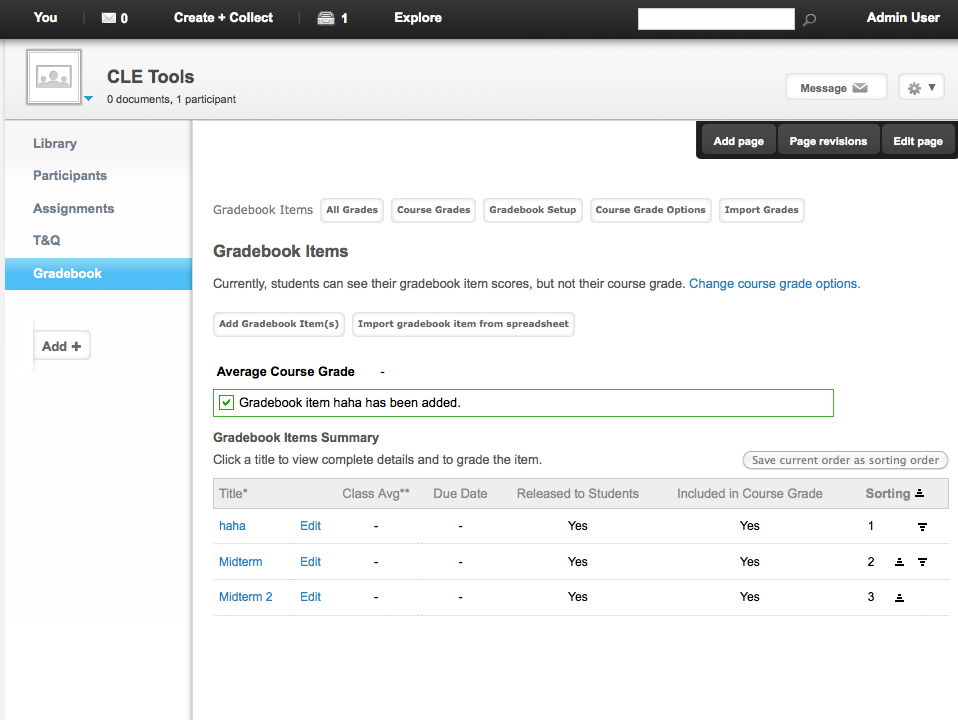 You 0 Create + Collect 1 Explore Admin User
CLE Tools
0 documents, 1 participant
Message
Library
Participants
Assignments
T&Q
Gradebook
Add +
Add page Page revisions Edit page
Gradebook Items All Grades Course Grades Gradebook Setup Course Grade Options Import Grades
Gradebook Items
Currently, students can see their gradebook item scores, but not their course grade. Change course grade options.
Add Gradebook Item(s) Import gradebook item from spreadsheet
Average Course Grade -
Gradebook item haha has been added.
Gradebook Items Summary
Click a title to view complete details and to grade the item.
Save current order as sorting order
Title* Class Avg** Due Date Released to Students Included in Course Grade Sorting
haha Edit - - Yes Yes 1
Midterm Edit - - Yes Yes 2
Midterm 2 Edit - - Yes Yes 3